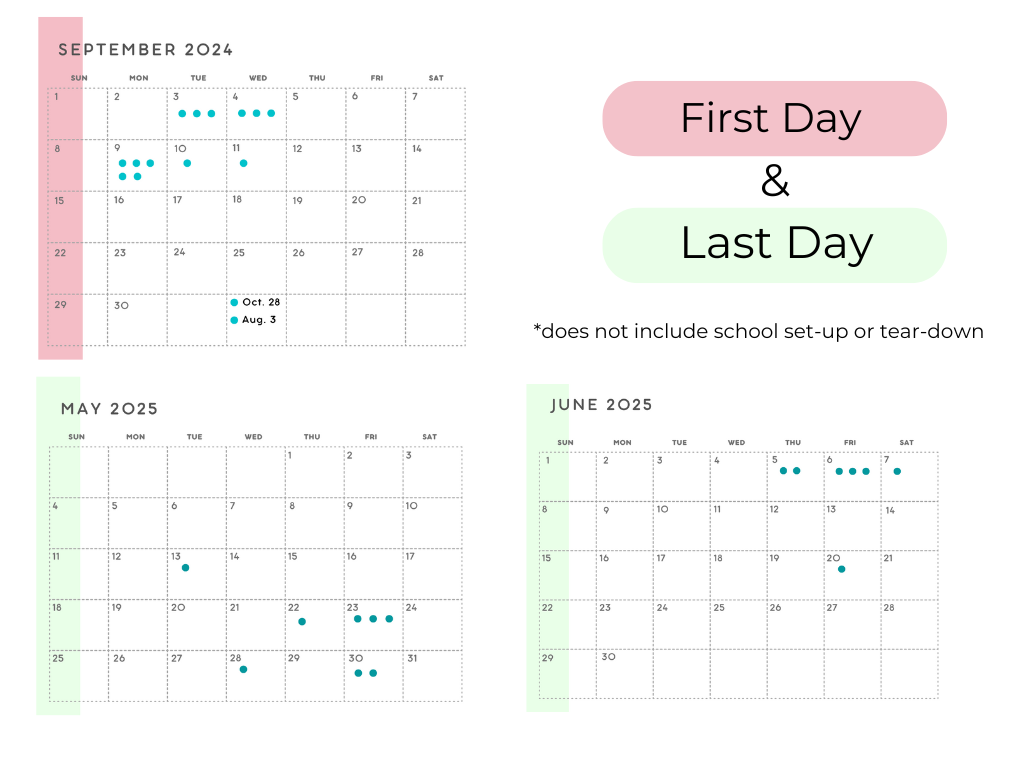 SEPTEMBER 2024
SUN MON TUE WED THU FRI SAT
1 2 3 4 5 6 7
8 9 10 11 12 13 14
15 16 17 18 19 20 21
22 23 24 25 26 27 28
29 30
Oct. 28
Aug. 3
First Day
&
Last Day
*does not include school set-up or tear-down
MAY 2025
SUN MON TUE WED THU FRI SAT
1 2 3
4 5 6 7 8 9 10
11 12 13 14 15 16 17
18 19 20 21 22 23 24
25 26 27 28 29 30 31
JUNE 2025
SUN MON TUE WED THU FRI SAT
1 2 3 4 5 6 7
8 9 10 11 12 13 14
15 16 17 18 19 20 21
22 23 24 25 26 27 28
29 30